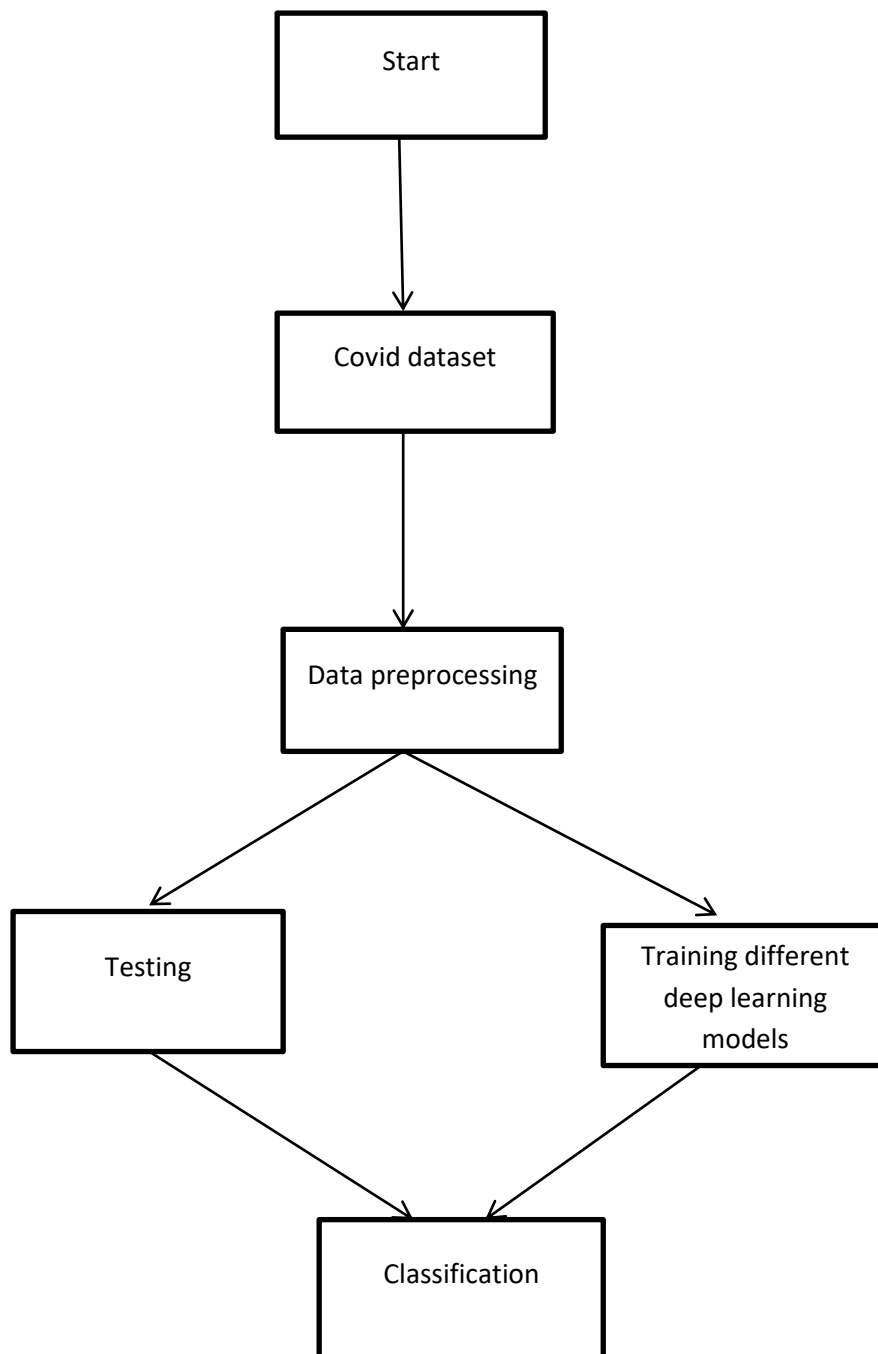 Start
Covid dataset
Data preprocessing
Testing
Training different
deep learning
models
Classification